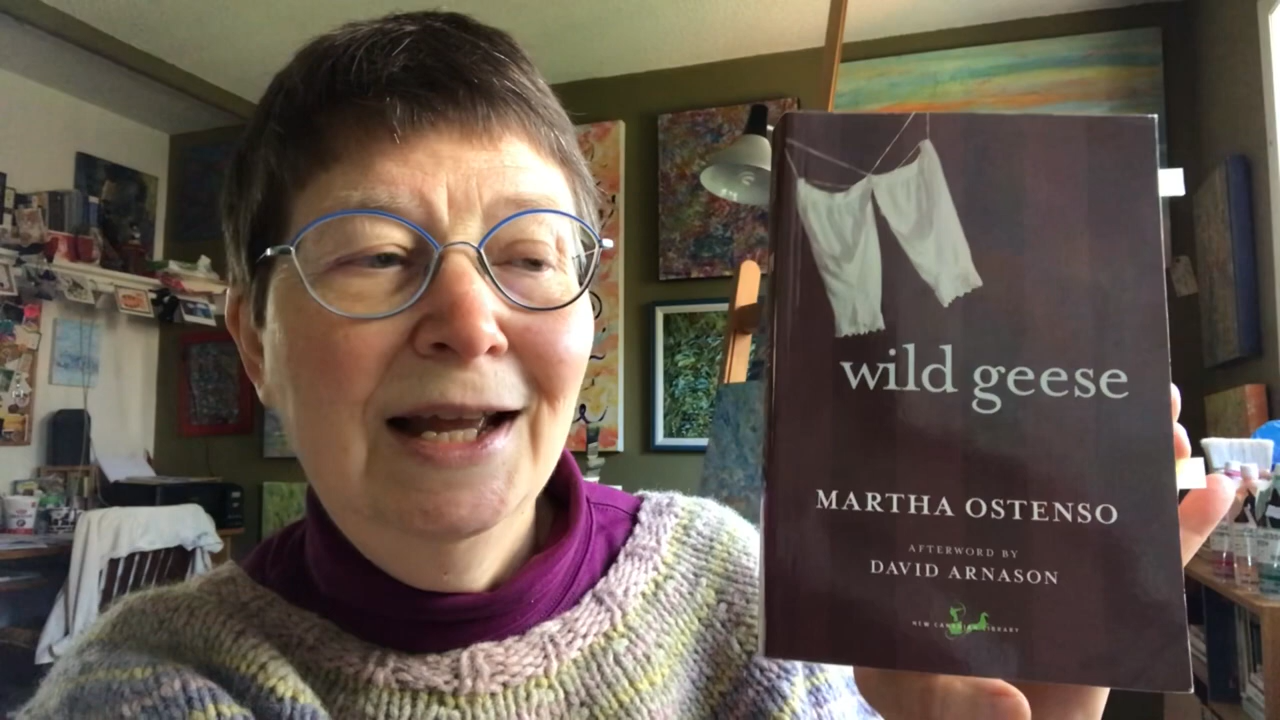 wild geese
MARTHA OSTENSO
AFTERWORD BY
DAVID ARNASON
NEW CANADIAN LIBRARY